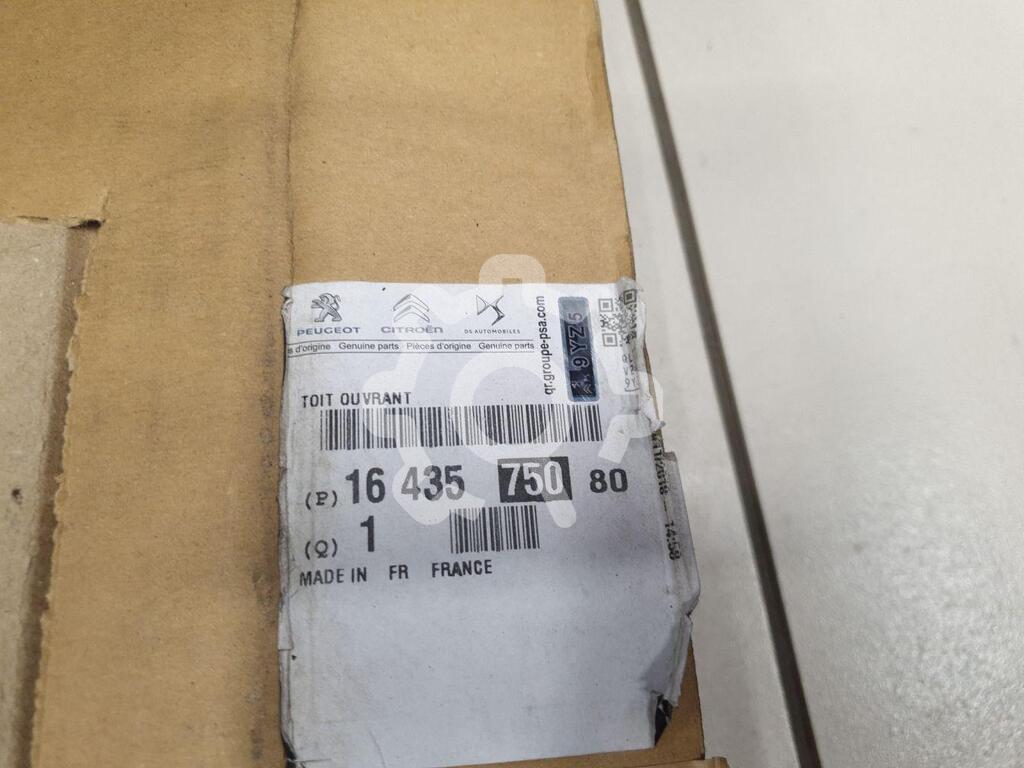 PEUGEOT CITROËN DS AUTOMOBILES
s d'origine Genuine parts Pièces d'origine Genuine parts
qr.groupe-psa.com
9YZ5
TOIT OUVRANT
(P) 16 435 750 80
(Q) 1
MADE IN FR FRANCE
14:58